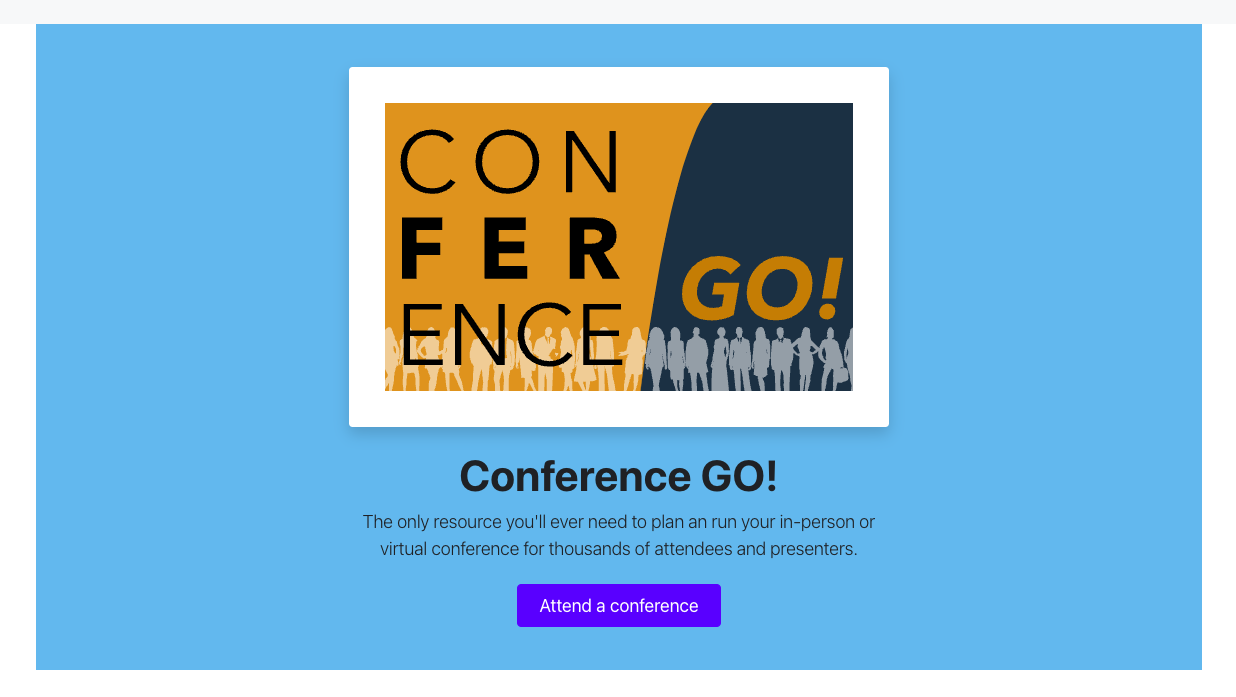 CON
FER
ENCE
GO!
Conference GO!
The only resource you'll ever need to plan an run your in-person or
virtual conference for thousands of attendees and presenters.
Attend a conference